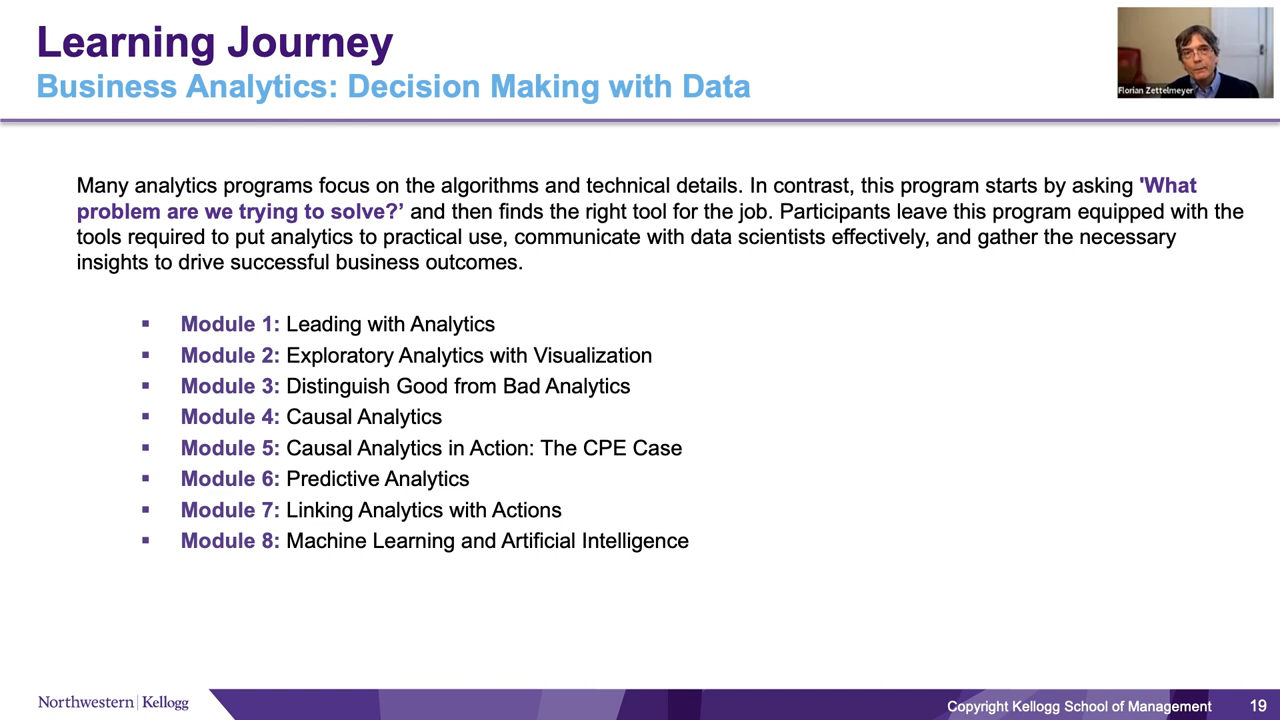 Learning Journey
Business Analytics: Decision Making with Data
Florian Zettelmeyer
Many analytics programs focus on the algorithms and technical details. In contrast, this program starts by asking 'What
problem are we trying to solve?’ and then finds the right tool for the job. Participants leave this program equipped with the
tools required to put analytics to practical use, communicate with data scientists effectively, and gather the necessary
insights to drive successful business outcomes.
▪ Module 1: Leading with Analytics
▪ Module 2: Exploratory Analytics with Visualization
▪ Module 3: Distinguish Good from Bad Analytics
▪ Module 4: Causal Analytics
▪ Module 5: Causal Analytics in Action: The CPE Case
▪ Module 6: Predictive Analytics
▪ Module 7: Linking Analytics with Actions
▪ Module 8: Machine Learning and Artificial Intelligence
Northwestern | Kellogg
Copyright Kellogg School of Management 19